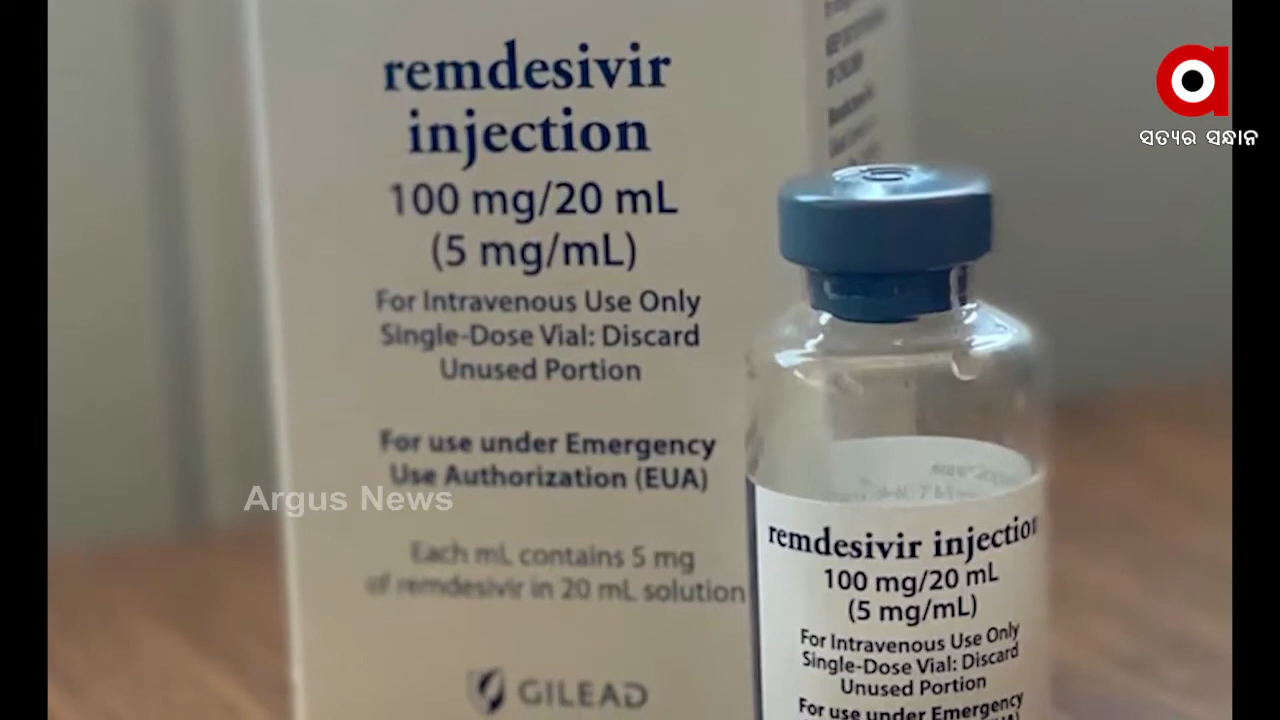 remdesivir
injection
100 mg/20 mL
(5 mg/mL)
For Intravenous Use Only
Single-Dose Vial: Discard
Unused Portion
For use under Emergency
Use Authorization (EUA)
Each mL contains 5 mg
of remdesivir in 20 mL solution
GILEAD
remdesivir injection
100 mg/20 mL
(5 mg/mL)
For Intravenous Use Only
Single-Dose Vial: Discard
Unused Portion
For use under Emergency
Argus News
a
ସତ୍ୟର ସନ୍ଧାନ